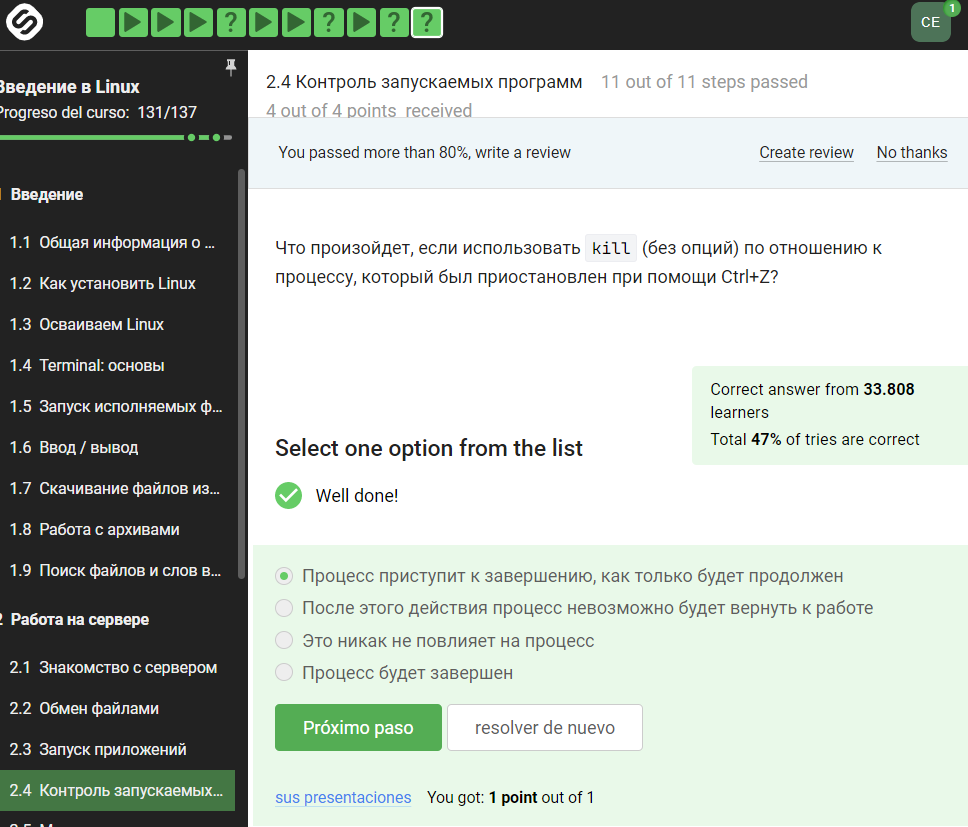 CE
1
Введение в Linux
Progreso del curso: 131/137
1 Введение
1.1 Общая информация о ...
1.2 Как установить Linux
1.3 Осваиваем Linux
1.4 Terminal: основы
1.5 Запуск исполняемых ф...
1.6 Ввод / вывод
1.7 Скачивание файлов из...
1.8 Работа с архивами
1.9 Поиск файлов и слов в...
2 Работа на сервере
2.1 Знакомство с сервером
2.2 Обмен файлами
2.3 Запуск приложений
2.4 Контроль запускаемых...
2.4 Контроль запускаемых программ 11 out of 11 steps passed
4 out of 4 points received
You passed more than 80%, write a review Create review No thanks
Что произойдет, если использовать kill (без опций) по отношению к
процессу, который был приостановлен при помощи Ctrl+Z?
Correct answer from 33.808
learners
Total 47% of tries are correct
Select one option from the list
Well done!
Процесс приступит к завершению, как только будет продолжен
После этого действия процесс невозможно будет вернуть к работе
Это никак не повлияет на процесс
Процесс будет завершен
Próximo paso resolver de nuevo
sus presentaciones You got: 1 point out of 1